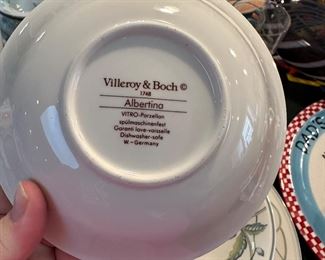 Villeroy & Boch ©
1748
Albertina
VITRO-Porzellan
spülmaschinenfest
Garanti lave-vaisselle
Dishwasher-safe
W.-Germany